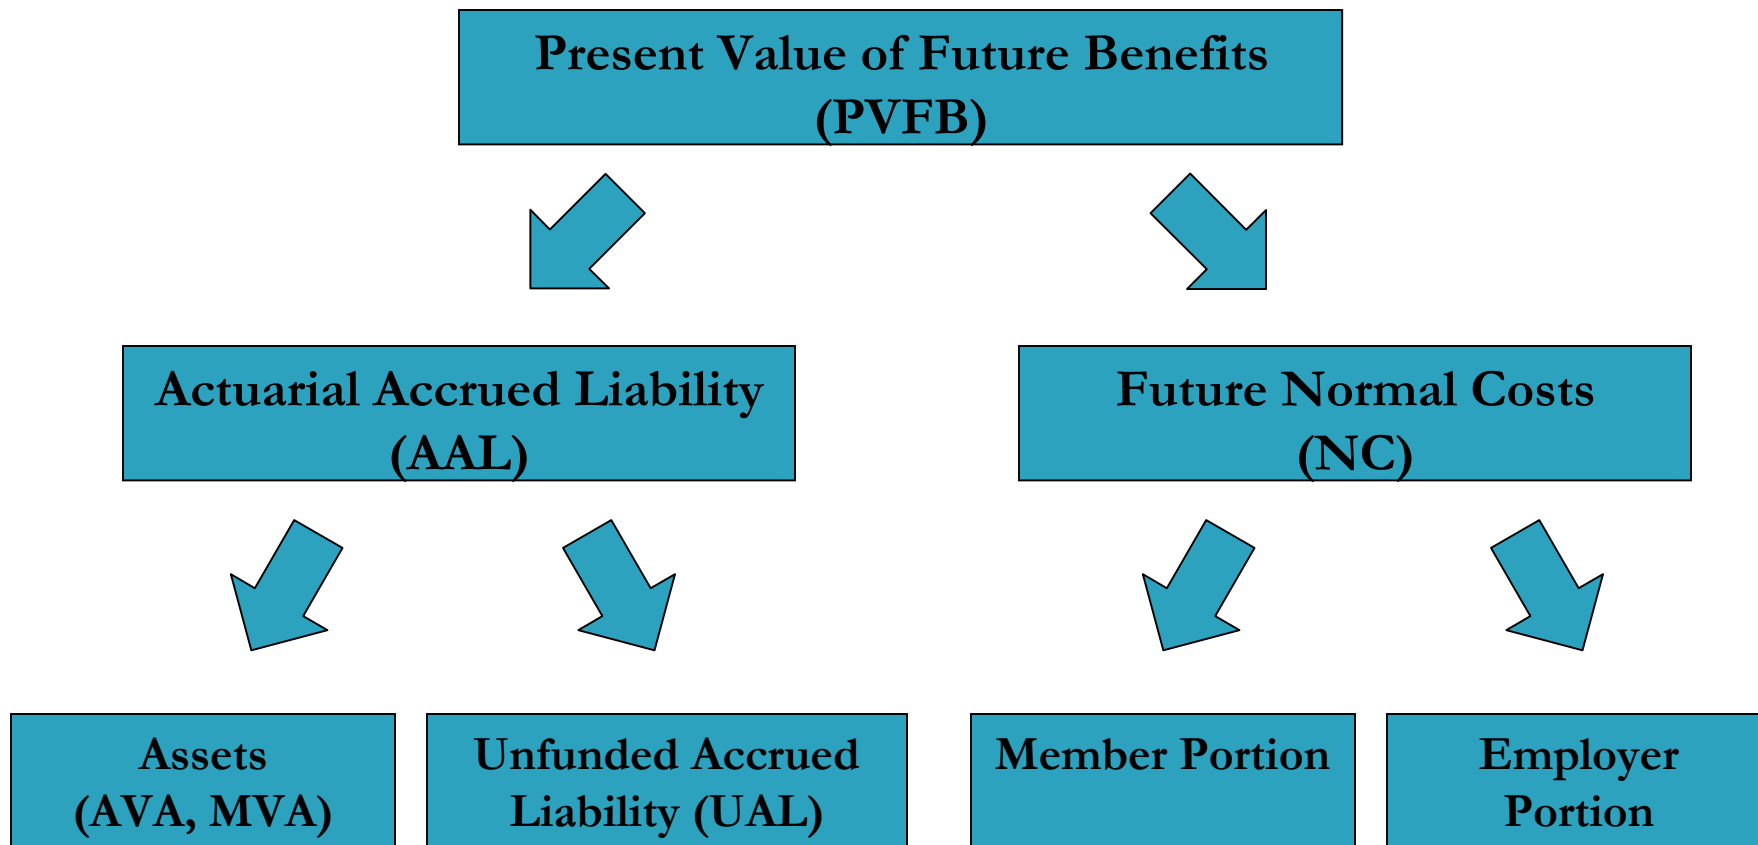 Present Value of Future Benefits
(PVFB)
Actuarial Accrued Liability
(AAL)
Future Normal Costs
(NC)
Assets
(AVA, MVA)
Unfunded Accrued
Liability (UAL)
Member Portion
Employer
Portion